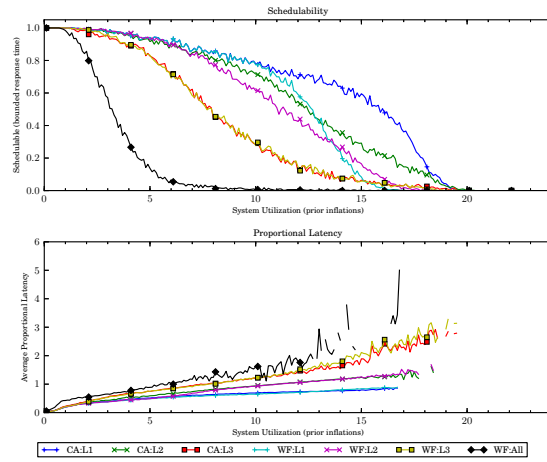 Schedulability
Schedulable (bounded response time)
1.0
0.8
0.6
0.4
0.2
0.0
0 5 10 15 20
System Utilization (prior inflations)
Proportional Latency
Average Proportional Latency
6
5
4
3
2
1
0
0 5 10 15 20
System Utilization (prior inflations)
CA:L1 CA:L2 CA:L3 WF:L1 WF:L2 WF:L3 WF:All